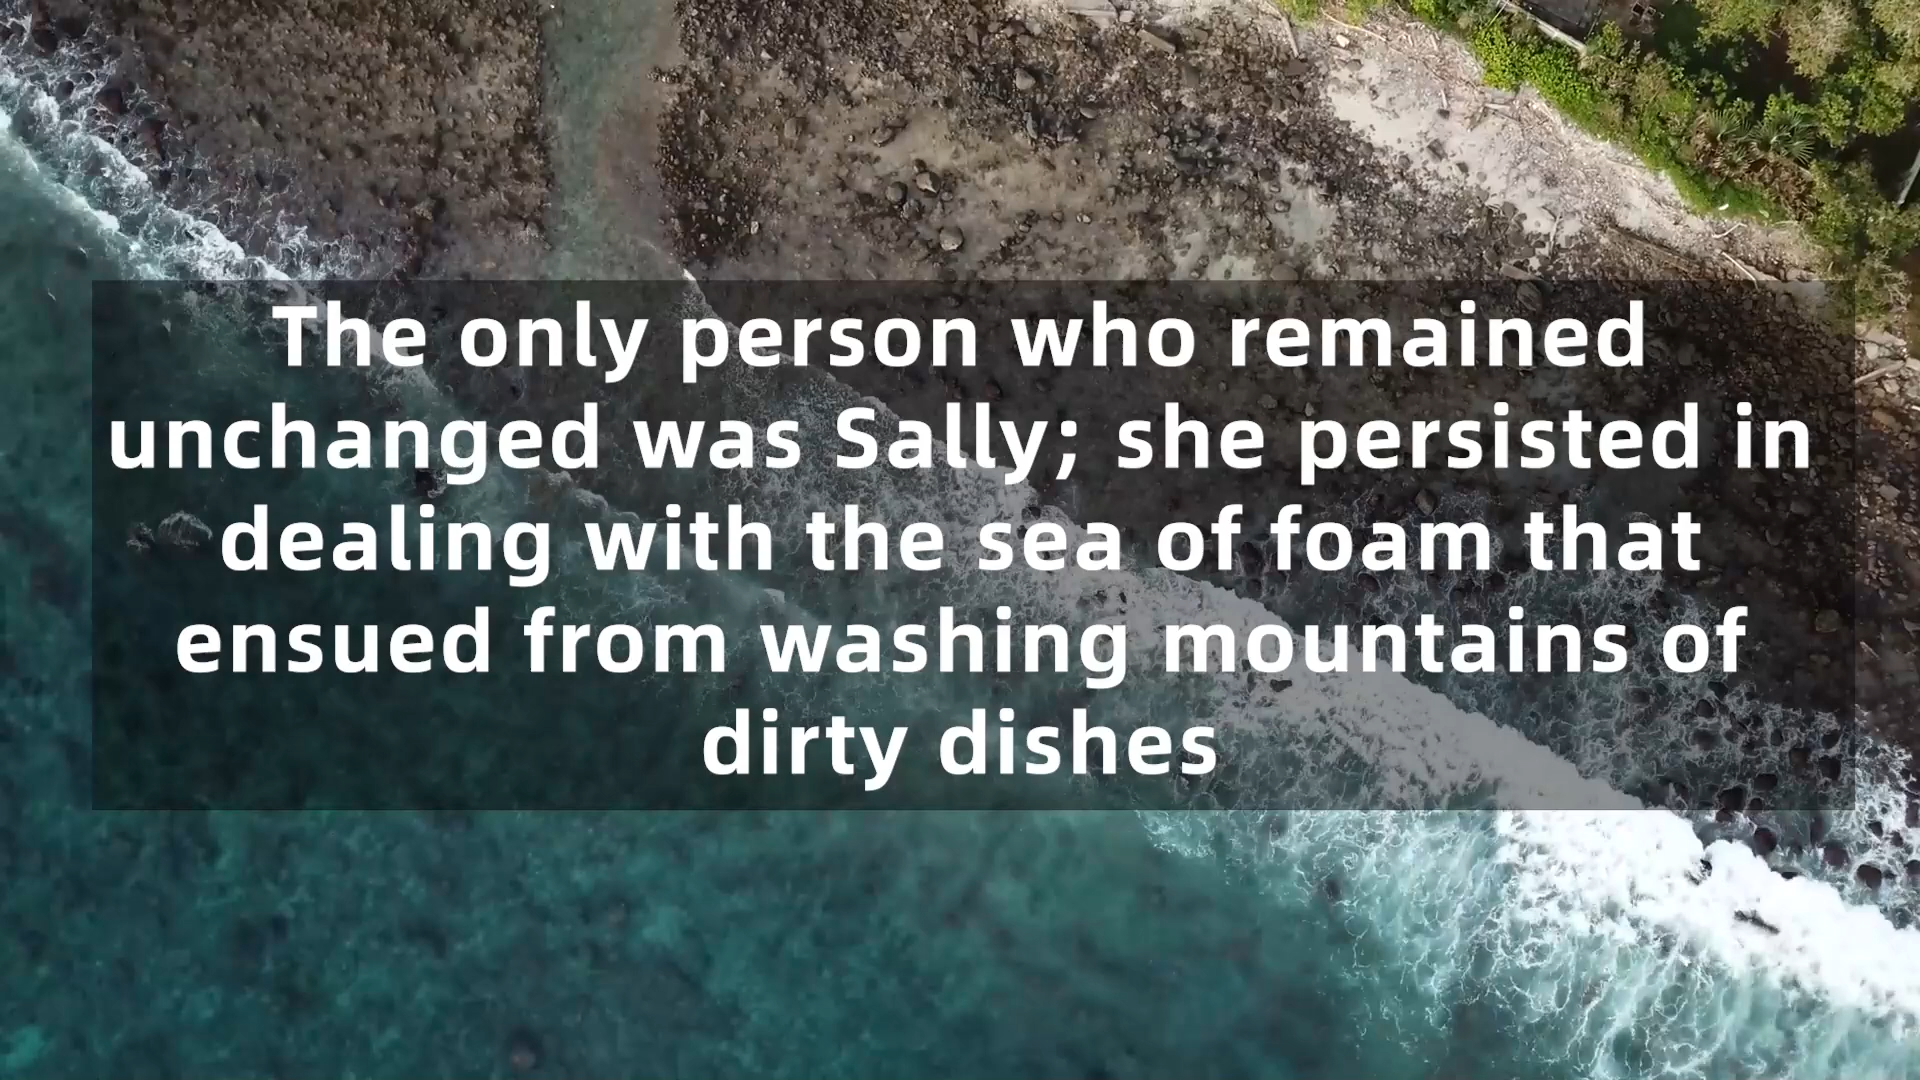 The only person who remained
unchanged was Sally; she persisted in
dealing with the sea of foam that
ensued from washing mountains of
dirty dishes